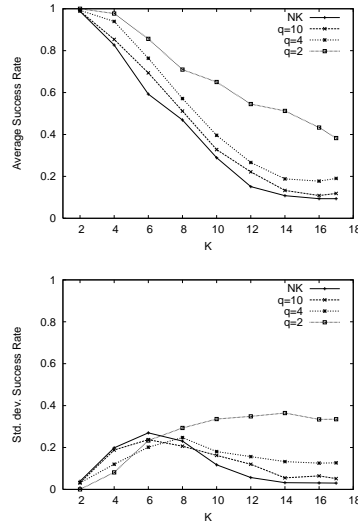 1
0.8
0.6
0.4
0.2
0
2 4 6 8 10 12 14 16 18
K
Average Success Rate
NK
q=10
q=4
q=2
1
0.8
0.6
0.4
0.2
0
2 4 6 8 10 12 14 16 18
K
Std. dev. Success Rate
NK
q=10
q=4
q=2